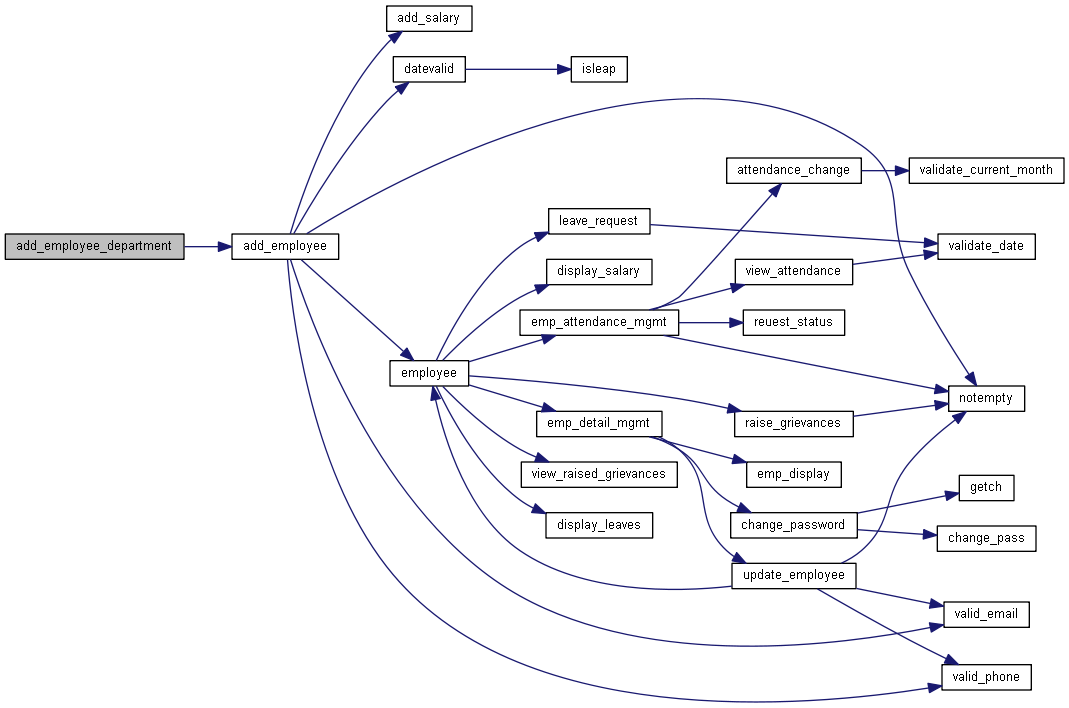 add_salary
datevalid
isleap
attendance_change
validate_current_month
leave_request
add_employee_department
add_employee
validate_date
display_salary
view_attendance
emp_attendance_mgmt
reuest_status
employee
notempty
emp_detail_mgmt
raise_grievances
view_raised_grievances
emp_display
getch
display_leaves
change_password
change_pass
update_employee
valid_email
valid_phone